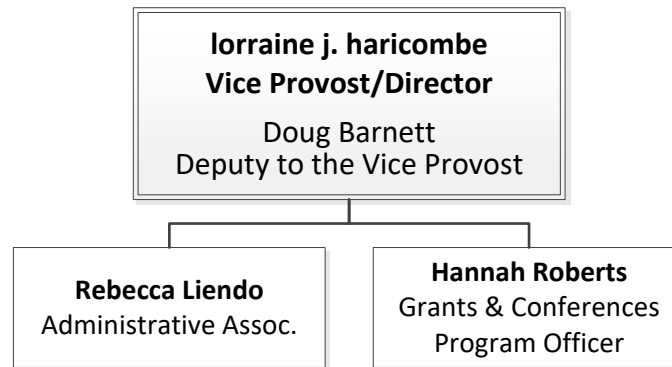 lorraine j. haricombe
Vice Provost/Director
Doug Barnett
Deputy to the Vice Provost
Rebecca Liendo
Administrative Assoc.
Hannah Roberts
Grants & Conferences
Program Officer